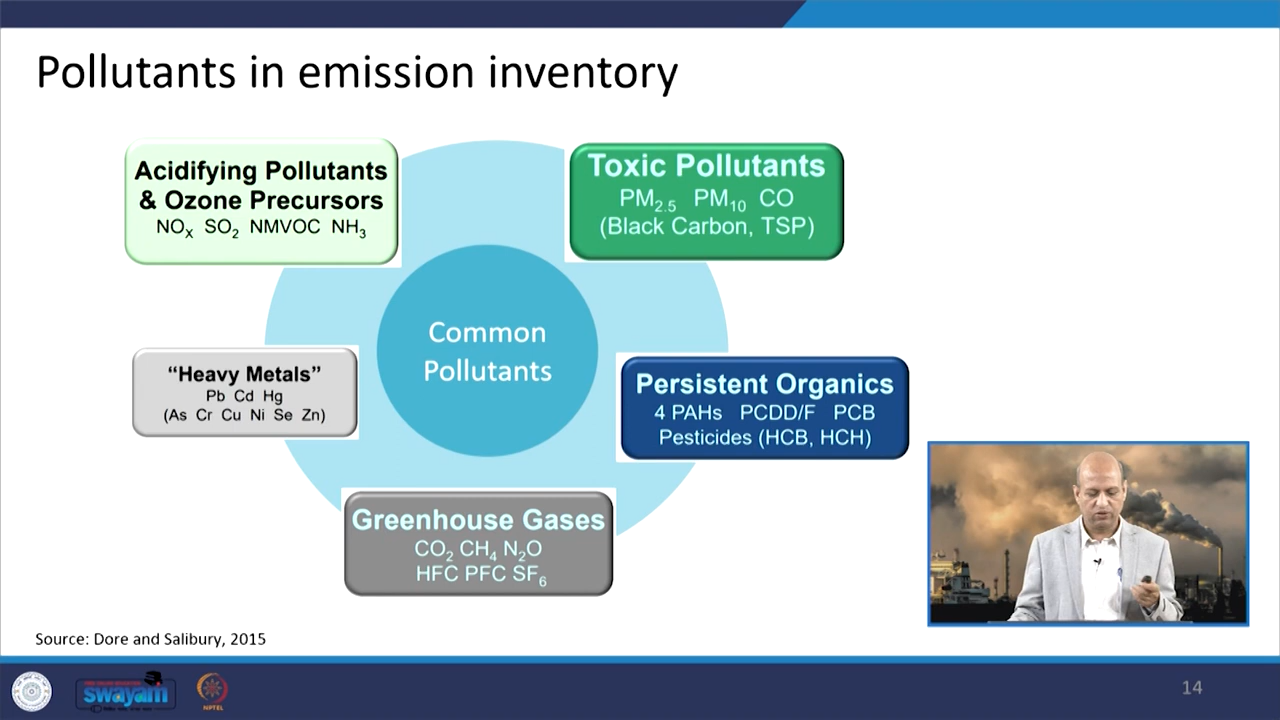 Pollutants in emission inventory
Acidifying Pollutants
& Ozone Precursors
NOX SO2 NMVOC NH3
Toxic Pollutants
PM2.5 PM10 CO
(Black Carbon, TSP)
Common
Pollutants
“Heavy Metals”
Pb Cd Hg
(As Cr Cu Ni Se Zn)
Persistent Organics
4 PAHs PCDD/F PCB
Pesticides (HCB, HCH)
Greenhouse Gases
CO2 CH4 N2O
HFC PFC SF6
Source: Dore and Salibury, 2015
swayam
NPTEL
14